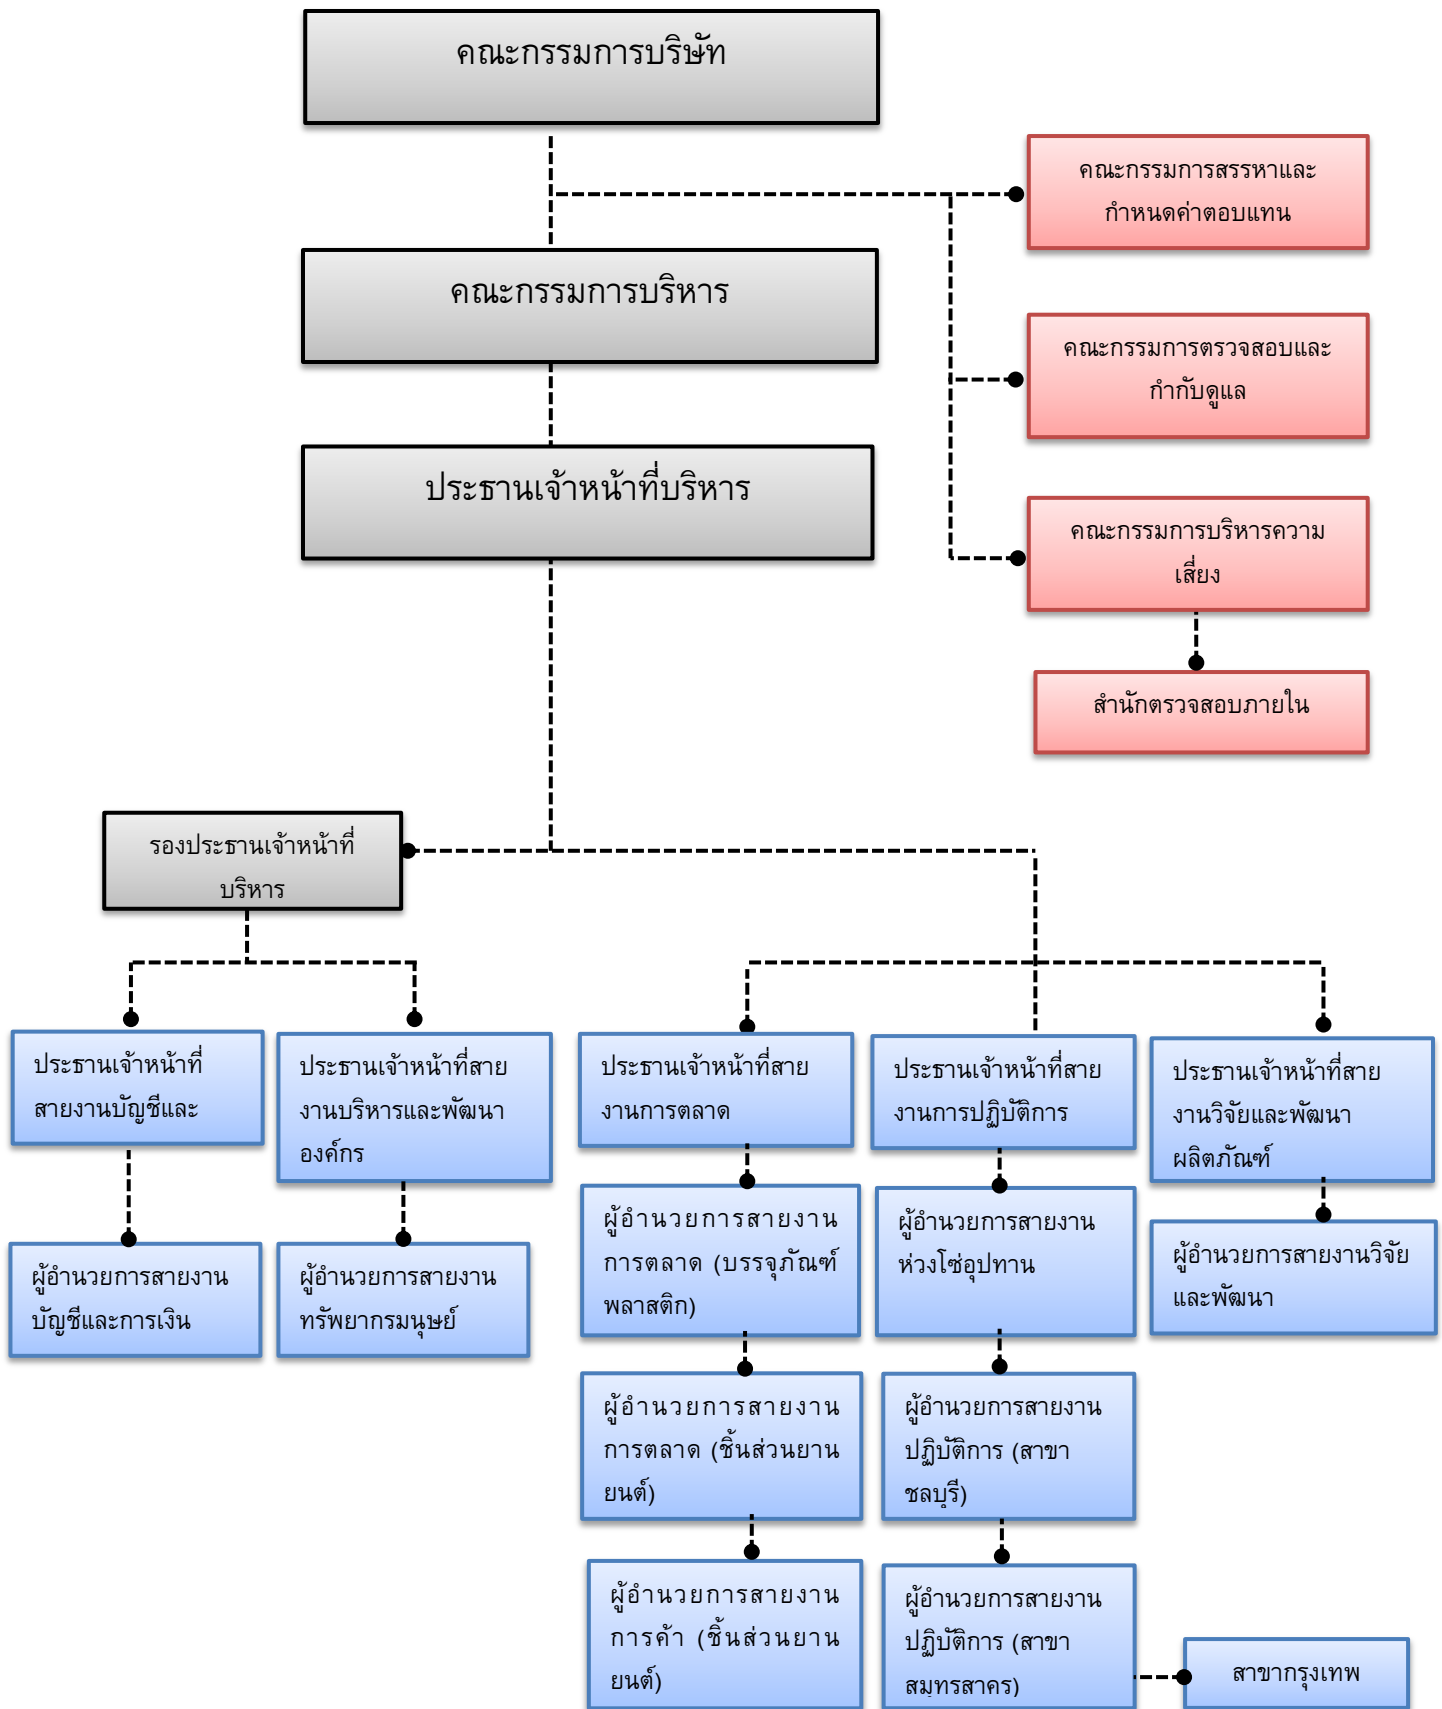 คณะกรรมการบริษัท
คณะกรรมการสรรหาและ
กำหนดค่าตอบแทน
คณะกรรมการบริหาร
คณะกรรมการตรวจสอบและ
กำกับดูแล
ประธานเจ้าหน้าที่บริหาร
คณะกรรมการบริหารความ
เสี่ยง
สำนักตรวจสอบภายใน
รองประธานเจ้าหน้าที่
บริหาร
ประธานเจ้าหน้าที่
สายงานบัญชีและ
ประธานเจ้าหน้าที่สาย
งานบริหารและพัฒนา
องค์กร
ประธานเจ้าหน้าที่สาย
งานการตลาด
ประธานเจ้าหน้าที่สาย
งานการปฏิบัติการ
ประธานเจ้าหน้าที่สาย
งานวิจัยและพัฒนา
ผลิตภัณฑ์
ผู้อำนวยการสายงาน
บัญชีและการเงิน
ผู้อำนวยการสายงาน
ทรัพยากรมนุษย์
ผู้อำนวยการสายงาน
การตลาด (บรรจุภัณฑ์
พลาสติก)
ผู้อำนวยการสายงาน
ห่วงโซ่อุปทาน
ผู้อำนวยการสายงานวิจัย
และพัฒนา
ผู้อำนวยการสายงาน
การตลาด (ชิ้นส่วนยาน
ยนต์)
ผู้อำนวยการสายงาน
ปฏิบัติการ (สาขา
ชลบุรี)
ผู้อำนวยการสายงาน
การค้า (ชิ้นส่วนยาน
ยนต์)
ผู้อำนวยการสายงาน
ปฏิบัติการ (สาขา
สมุทรสาคร)
สาขากรุงเทพ